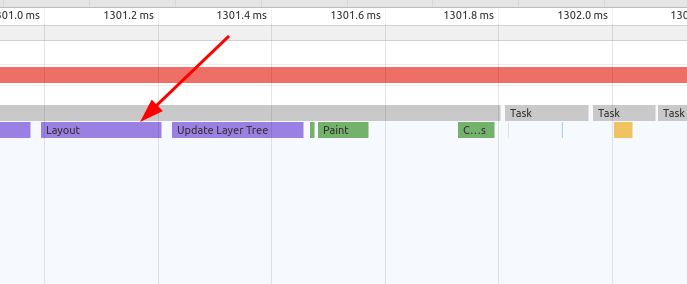 301.0 ms 1301.2 ms 1301.4 ms 1301.6 ms 1301.8 ms 1302.0 ms 130
Task Task Task
Layout Update Layer Tree Paint C...s